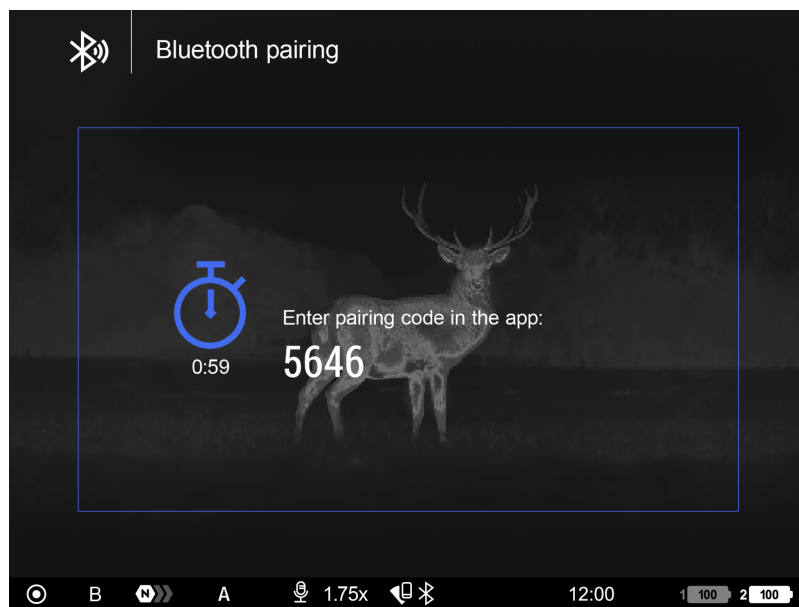 Bluetooth pairing
Enter pairing code in the app:
0:59
5646
B N A 1.75x 12:00 1 100 2 100